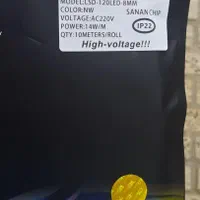 MODEL:LSD-120LED-8MM
COLOR:NW SANAN CHIP
VOLTAGE:AC220V
POWER:14W/M IP22
QTY:10METERS/ROLL
High-voltage!!!